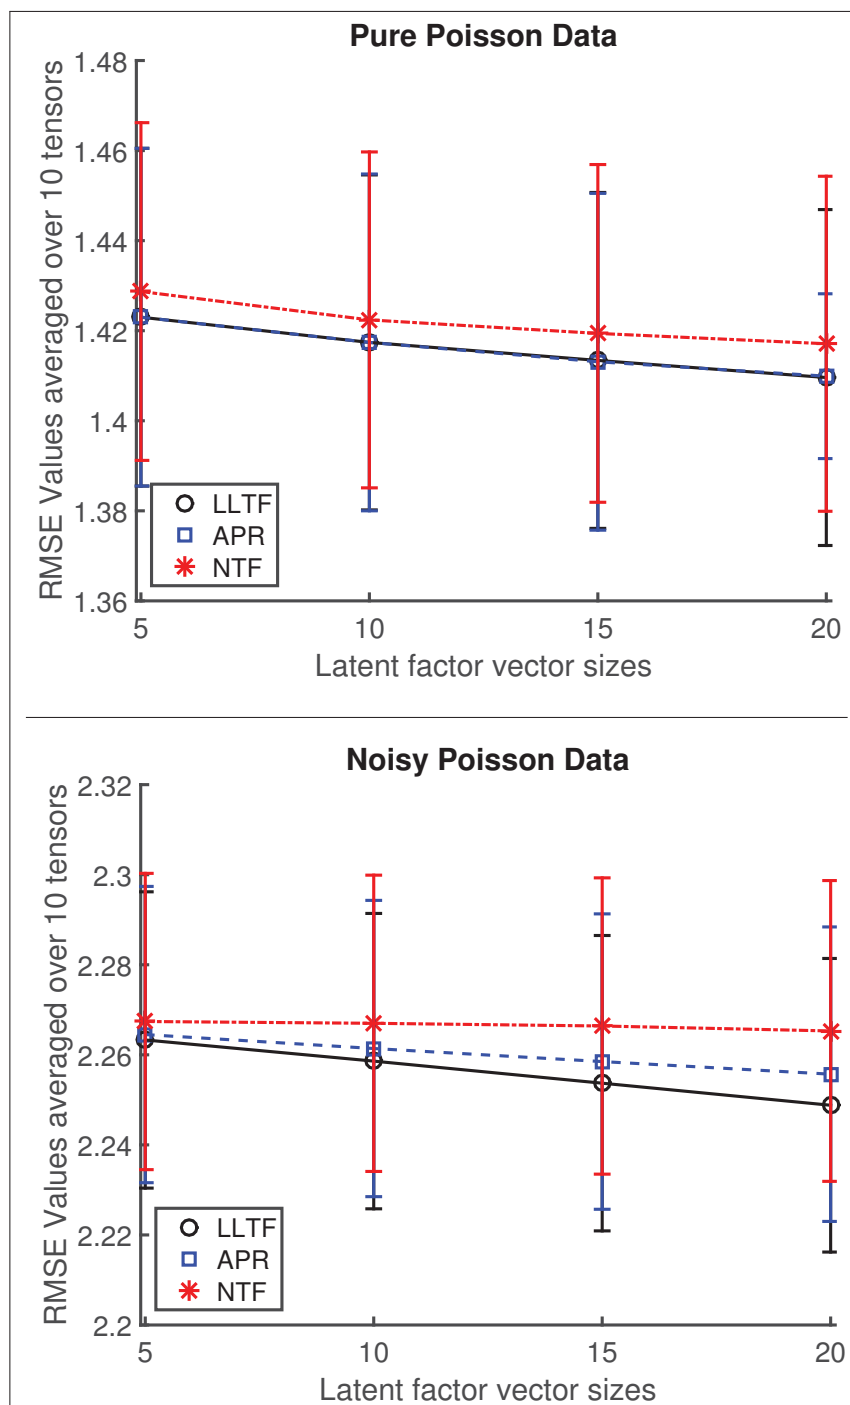 Pure Poisson Data
RMSE Values averaged over 10 tensors
1.48
1.46
1.44
1.42
1.4
1.38
1.36
LLTF
APR
NTF
5 10 15 20
Latent factor vector sizes
Noisy Poisson Data
RMSE Values averaged over 10 tensors
2.32
2.3
2.28
2.26
2.24
2.22
2.2
LLTF
APR
NTF
5 10 15 20
Latent factor vector sizes